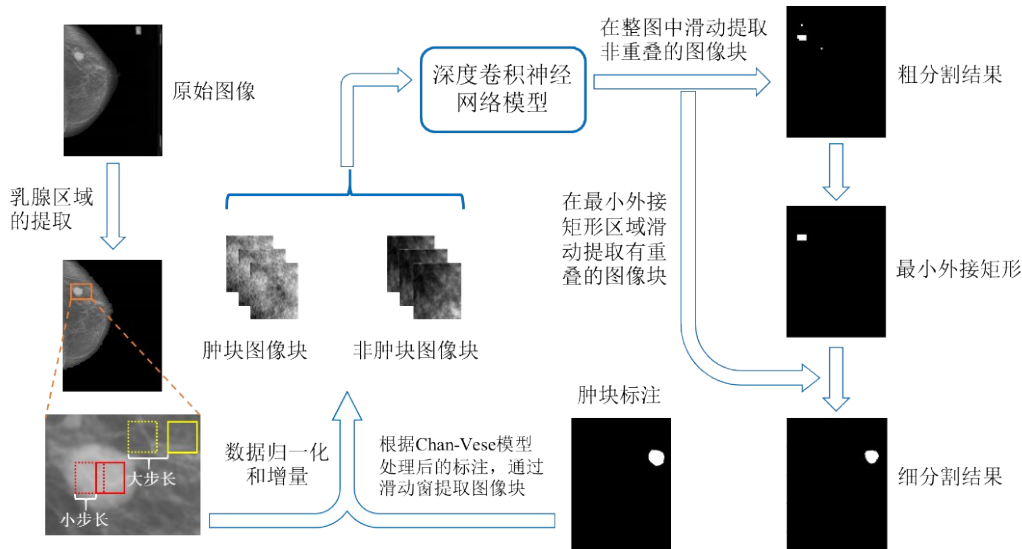 原始图像
乳腺区域
的提取
大步长
小步长
数据归一化
和增量
根据Chan-Vese模型
处理后的标注，通过
滑动窗提取图像块
肿块标注
肿块图像块
非肿块图像块
深度卷积神经
网络模型
在整图中滑动提取
非重叠的图像块
粗分割结果
在最小外接
矩形区域滑
动提取有重
叠的图像块
最小外接矩形
细分割结果